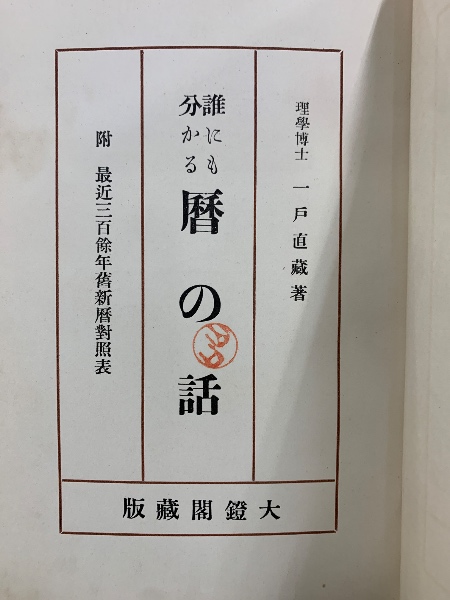 理學博士 一戸直藏著
誰にも
分かる
暦の話
附 最近三百餘年舊新暦對照表
大鐙閣藏版